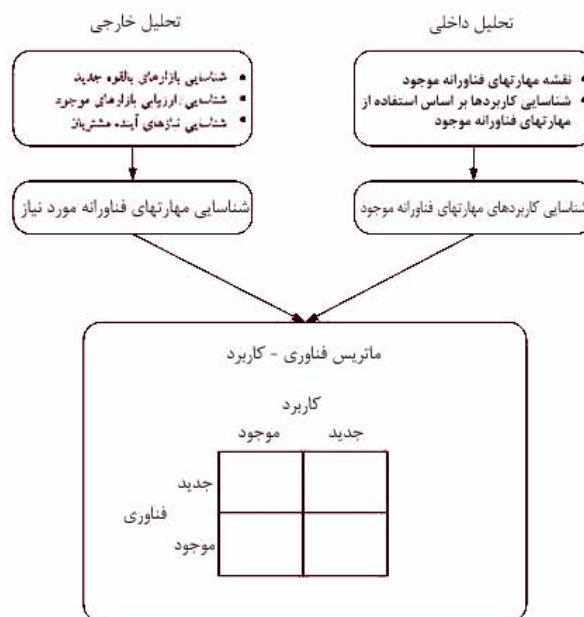 تحلیل داخلی
نقشه مهارتهای فناورانه موجود
شناسایی کاربردها بر اساس استفاده از
مهارتهای فناورانه موجود
شناسایی کاربردهای مهارتهای فناورانه موجود
تحلیل خارجی
شناسایی بازارهای بالقوه جدید
شناسایی ارزیابی بازارهای موجود
شناسایی نیازهای آینده مشتریان
شناسایی مهارتهای فناورانه مورد نیاز
ماتریس فناوری - کاربرد
کاربرد
جدید
موجود
جدید
فناوری
موجود